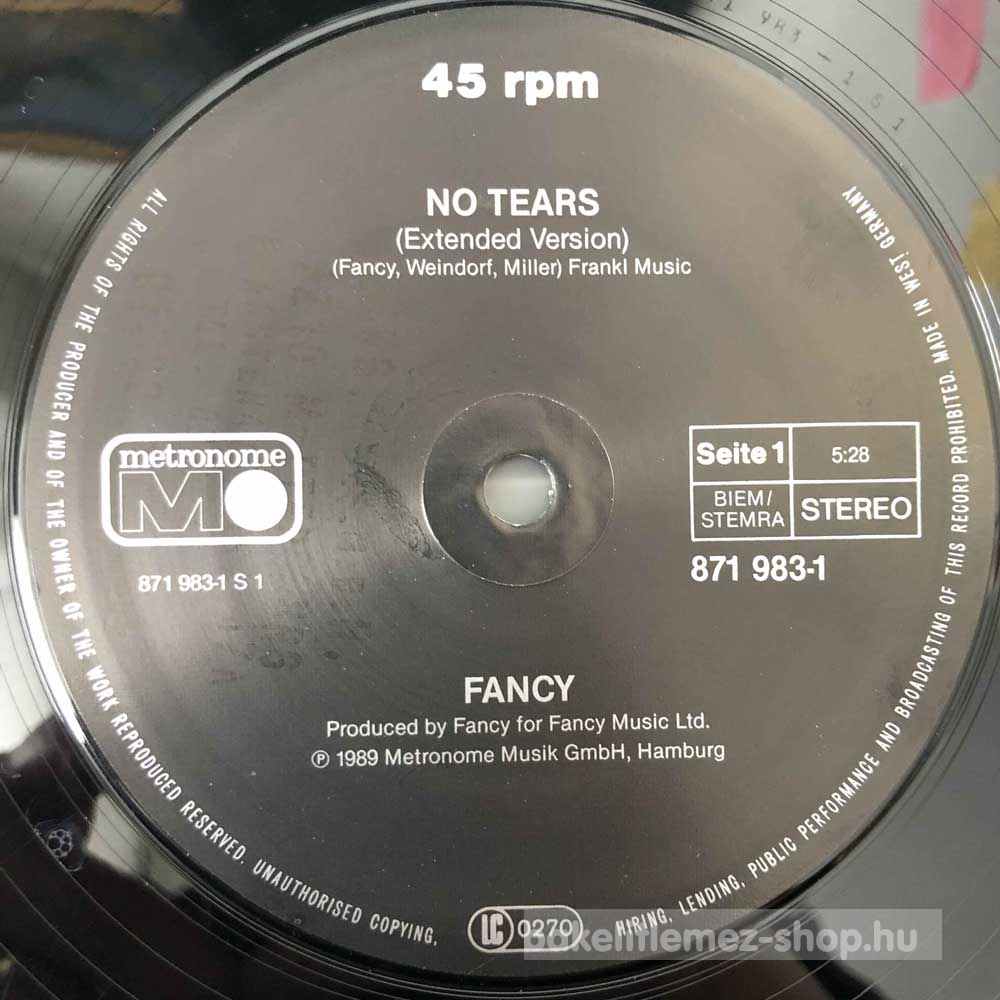 45 rpm
NO TEARS
(Extended Version)
(Fancy, Weindorf, Miller) Frankl Music
metronome
MO
871 983-1 S 1
Seite 1
5:28
BIEM/
STEMRA
STEREO
871 983-1
FANCY
Produced by Fancy for Fancy Music Ltd.
℗ 1989 Metronome Musik GmbH, Hamburg
ALL RIGHTS OF THE PRODUCER AND OF THE OWNER OF THE WORK REPRODUCED RESERVED. UNAUTHORISED COPYING, HIRING, LENDING, PUBLIC PERFORMANCE AND BROADCASTING OF THIS RECORD PROHIBITED. MADE IN WEST GERMANY
LC 0270
bakelitlemez-shop.hu